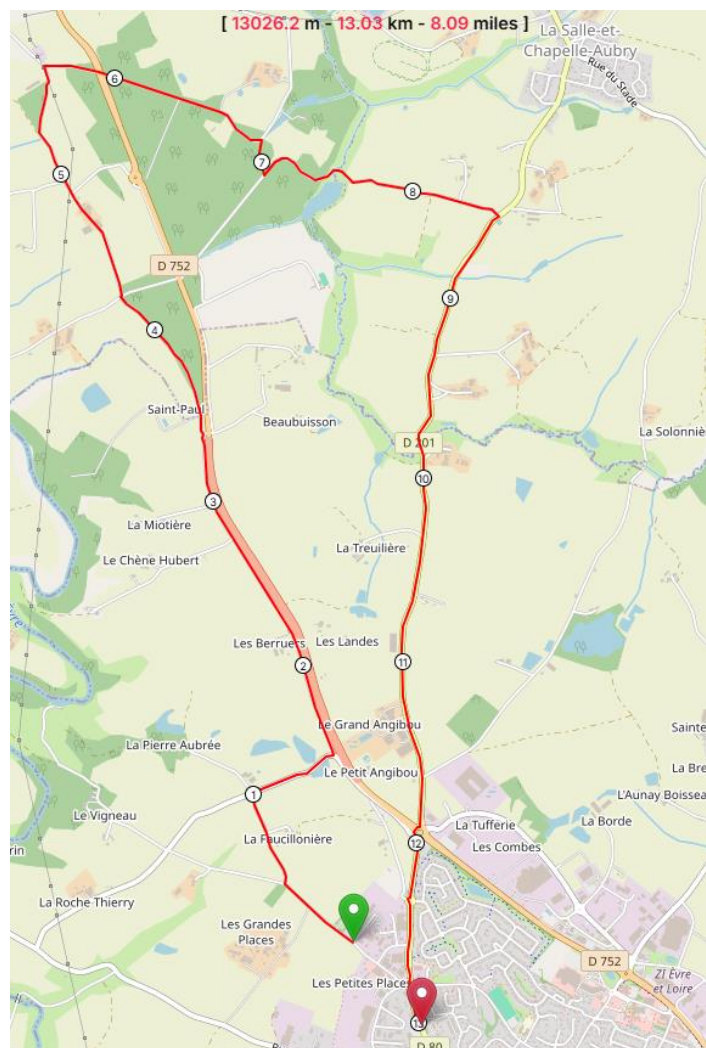 [ 13026.2 m - 13.03 km - 8.09 miles ]
La Salle-et-
Chapelle-Aubry
Rue du Stade
6
7
5
8
D 752
9
4
Saint-Paul
Beaubuisson
D 201
La Solonniè
10
3
La Miotière
La Treuilière
Le Chène Hubert
Les Berruers
Les Landes
2
11
Le Grand Angibou
Sainte
La Pierre Aubrée
Le Petit Angibou
La Bre
1
L'Aunay Boissea
Le Vigneau
La Tufferie
La Borde
La Faucillonière
12
Les Combes
rin
La Roche Thierry
Les Grandes
Places
D 752
ZI Èvre
et Loire
Les Petites Places
13
D 80